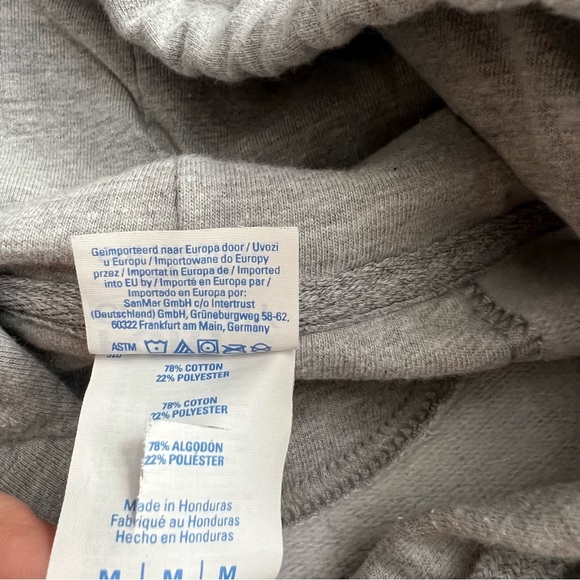 Geïmporteerd naar Europa door / Uvozi
u Europu / Importowane do Europy
przez / Importat in Europa de / Imported
into EU by / Importé en Europe par /
Importado en Europa por:
SanMar GmbH c/o Intertrust
(Deutschland) GmbH, Grüneburgweg 58-62,
60322 Frankfurt am Main, Germany
ASTM
78% COTTON
22% POLYESTER
78% COTON
22% POLYESTER
78% ALGODÓN
22% POLIÉSTER
Made in Honduras
Fabriqué au Honduras
Hecho en Honduras
M | M | M